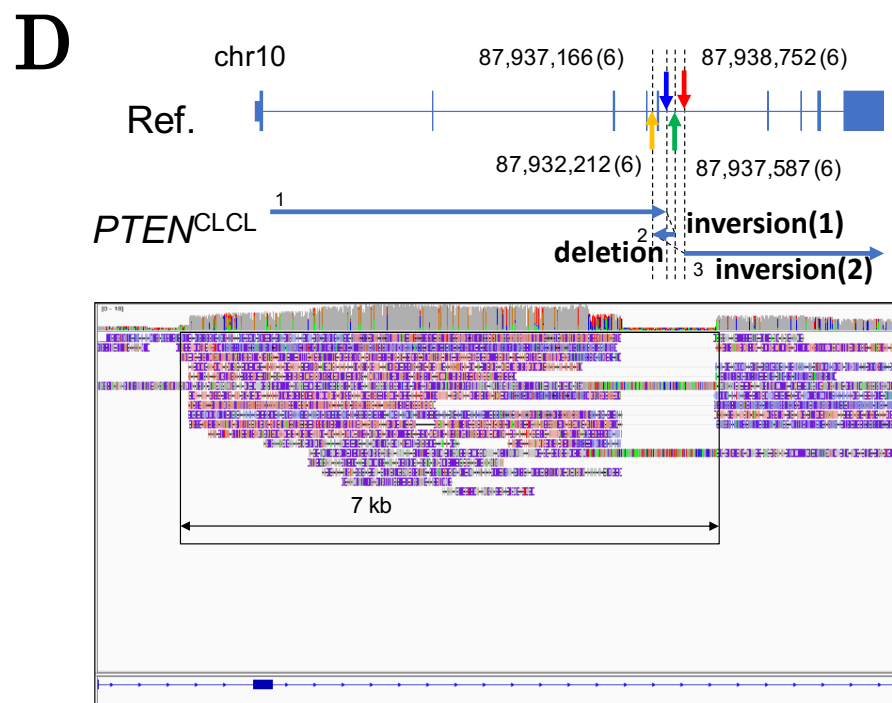 D
chr10
87,937,166(6)
87,938,752(6)
Ref.
87,932,212(6)
87,937,587(6)
1
PTENCLCL
2
inversion(1)
deletion
3
inversion(2)
[0 - 18]
7 kb